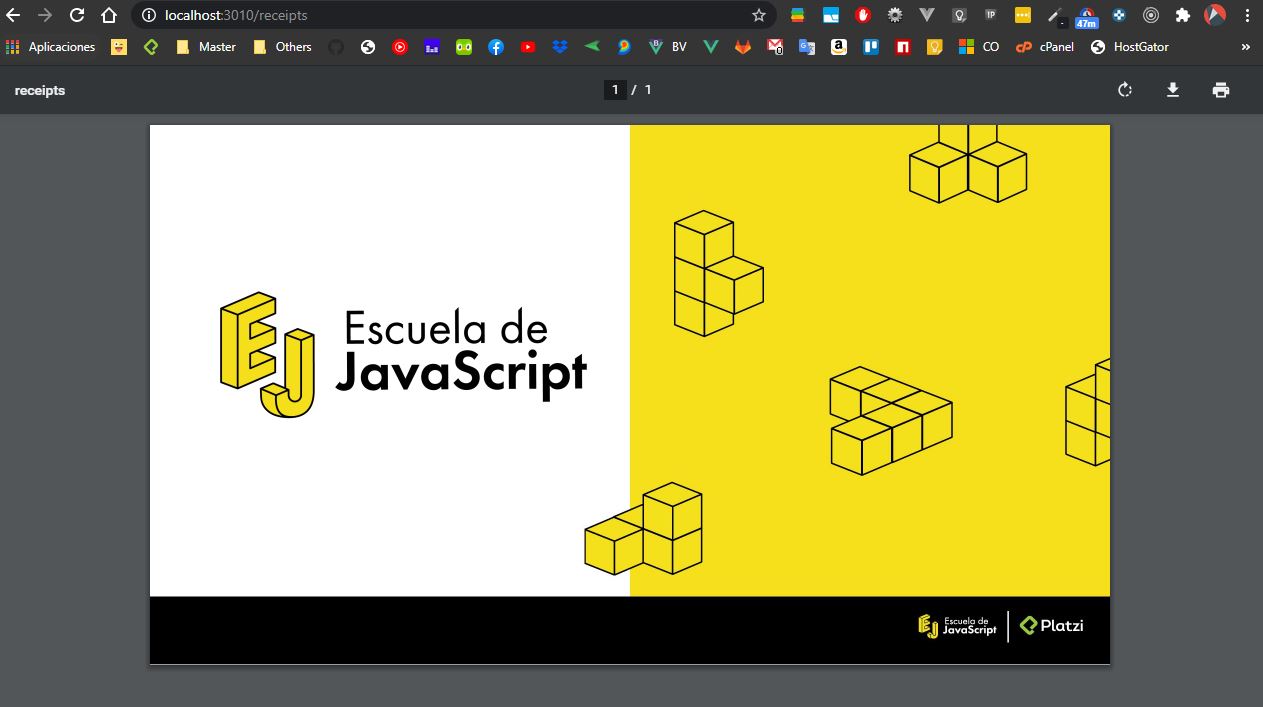 localhost:3010/receipts
47m
Aplicaciones
Master
Others
BV
CO
cPanel
HostGator
»
receipts
1 / 1
EJ
Escuela de
JavaScript
EJ
Escuela de
JavaScript
Platzi